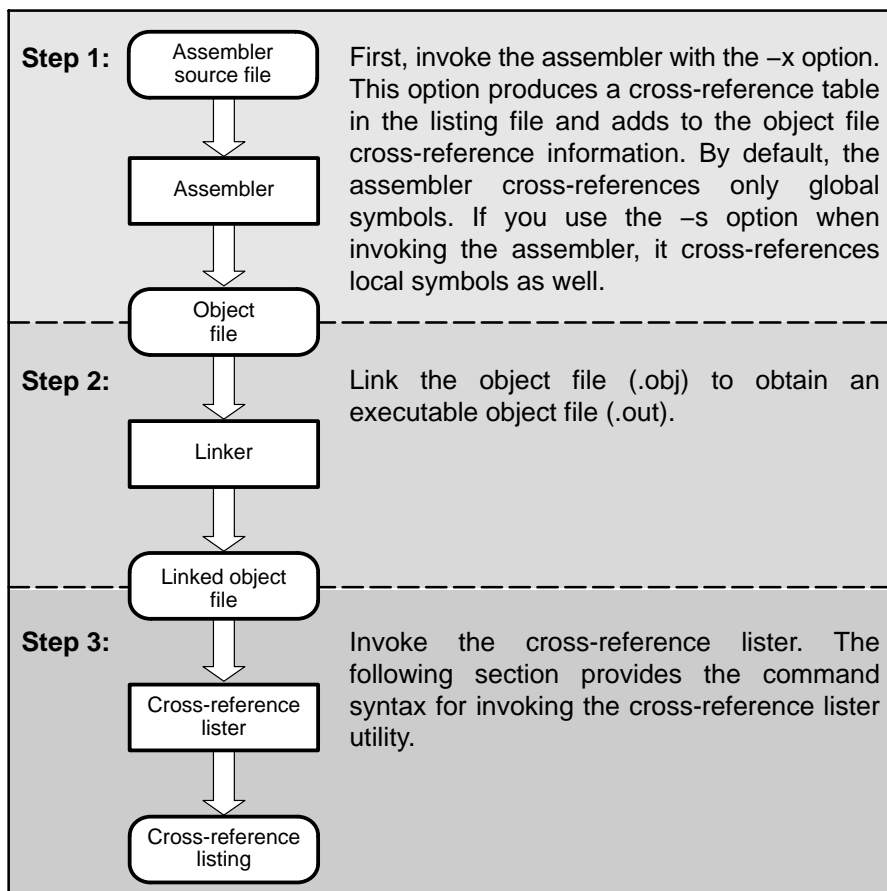 Step 1:
Assembler
source file
First, invoke the assembler with the –x option.
This option produces a cross-reference table
in the listing file and adds to the object file
cross-reference information. By default, the
assembler cross-references only global
symbols. If you use the –s option when
invoking the assembler, it cross-references
local symbols as well.
Assembler
Object
file
Step 2:
Link the object file (.obj) to obtain an
executable object file (.out).
Linker
Linked object
file
Step 3:
Invoke the cross-reference lister. The
following section provides the command
syntax for invoking the cross-reference lister
utility.
Cross-reference
lister
Cross-reference
listing